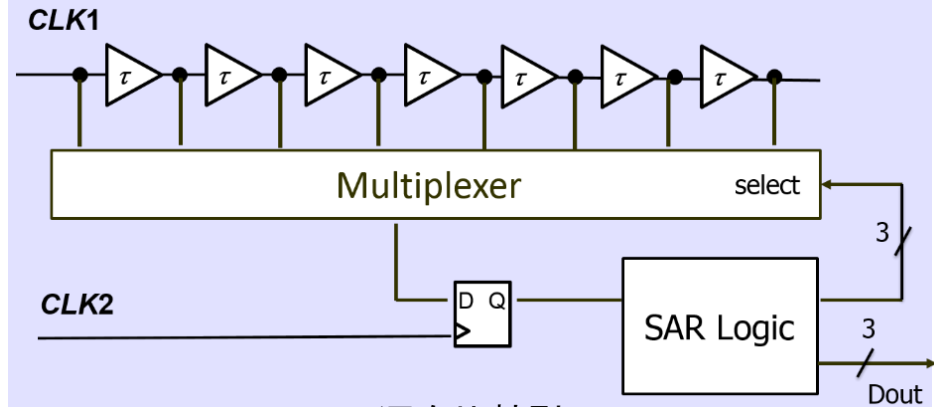 CLK1
τ τ τ τ τ τ τ
Multiplexer
select
3
CLK2
D Q
SAR Logic
3
Dout